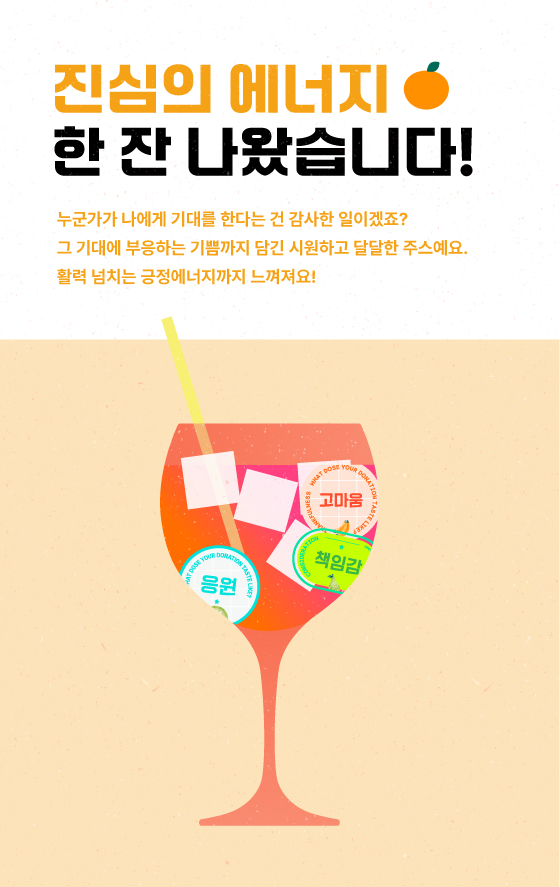 진심의 에너지
한 잔 나왔습니다!
누군가가 나에게 기대를 한다는 건 감사한 일이겠죠?
그 기대에 부응하는 기쁨까지 담긴 시원하고 달달한 주스예요.
활력 넘치는 긍정에너지까지 느껴져요!
WHAT DOSE YOUR DONATION TASTE LIKE?
고마움
책임감
DOSE YOUR DONATION TASTE LIKE?
응원